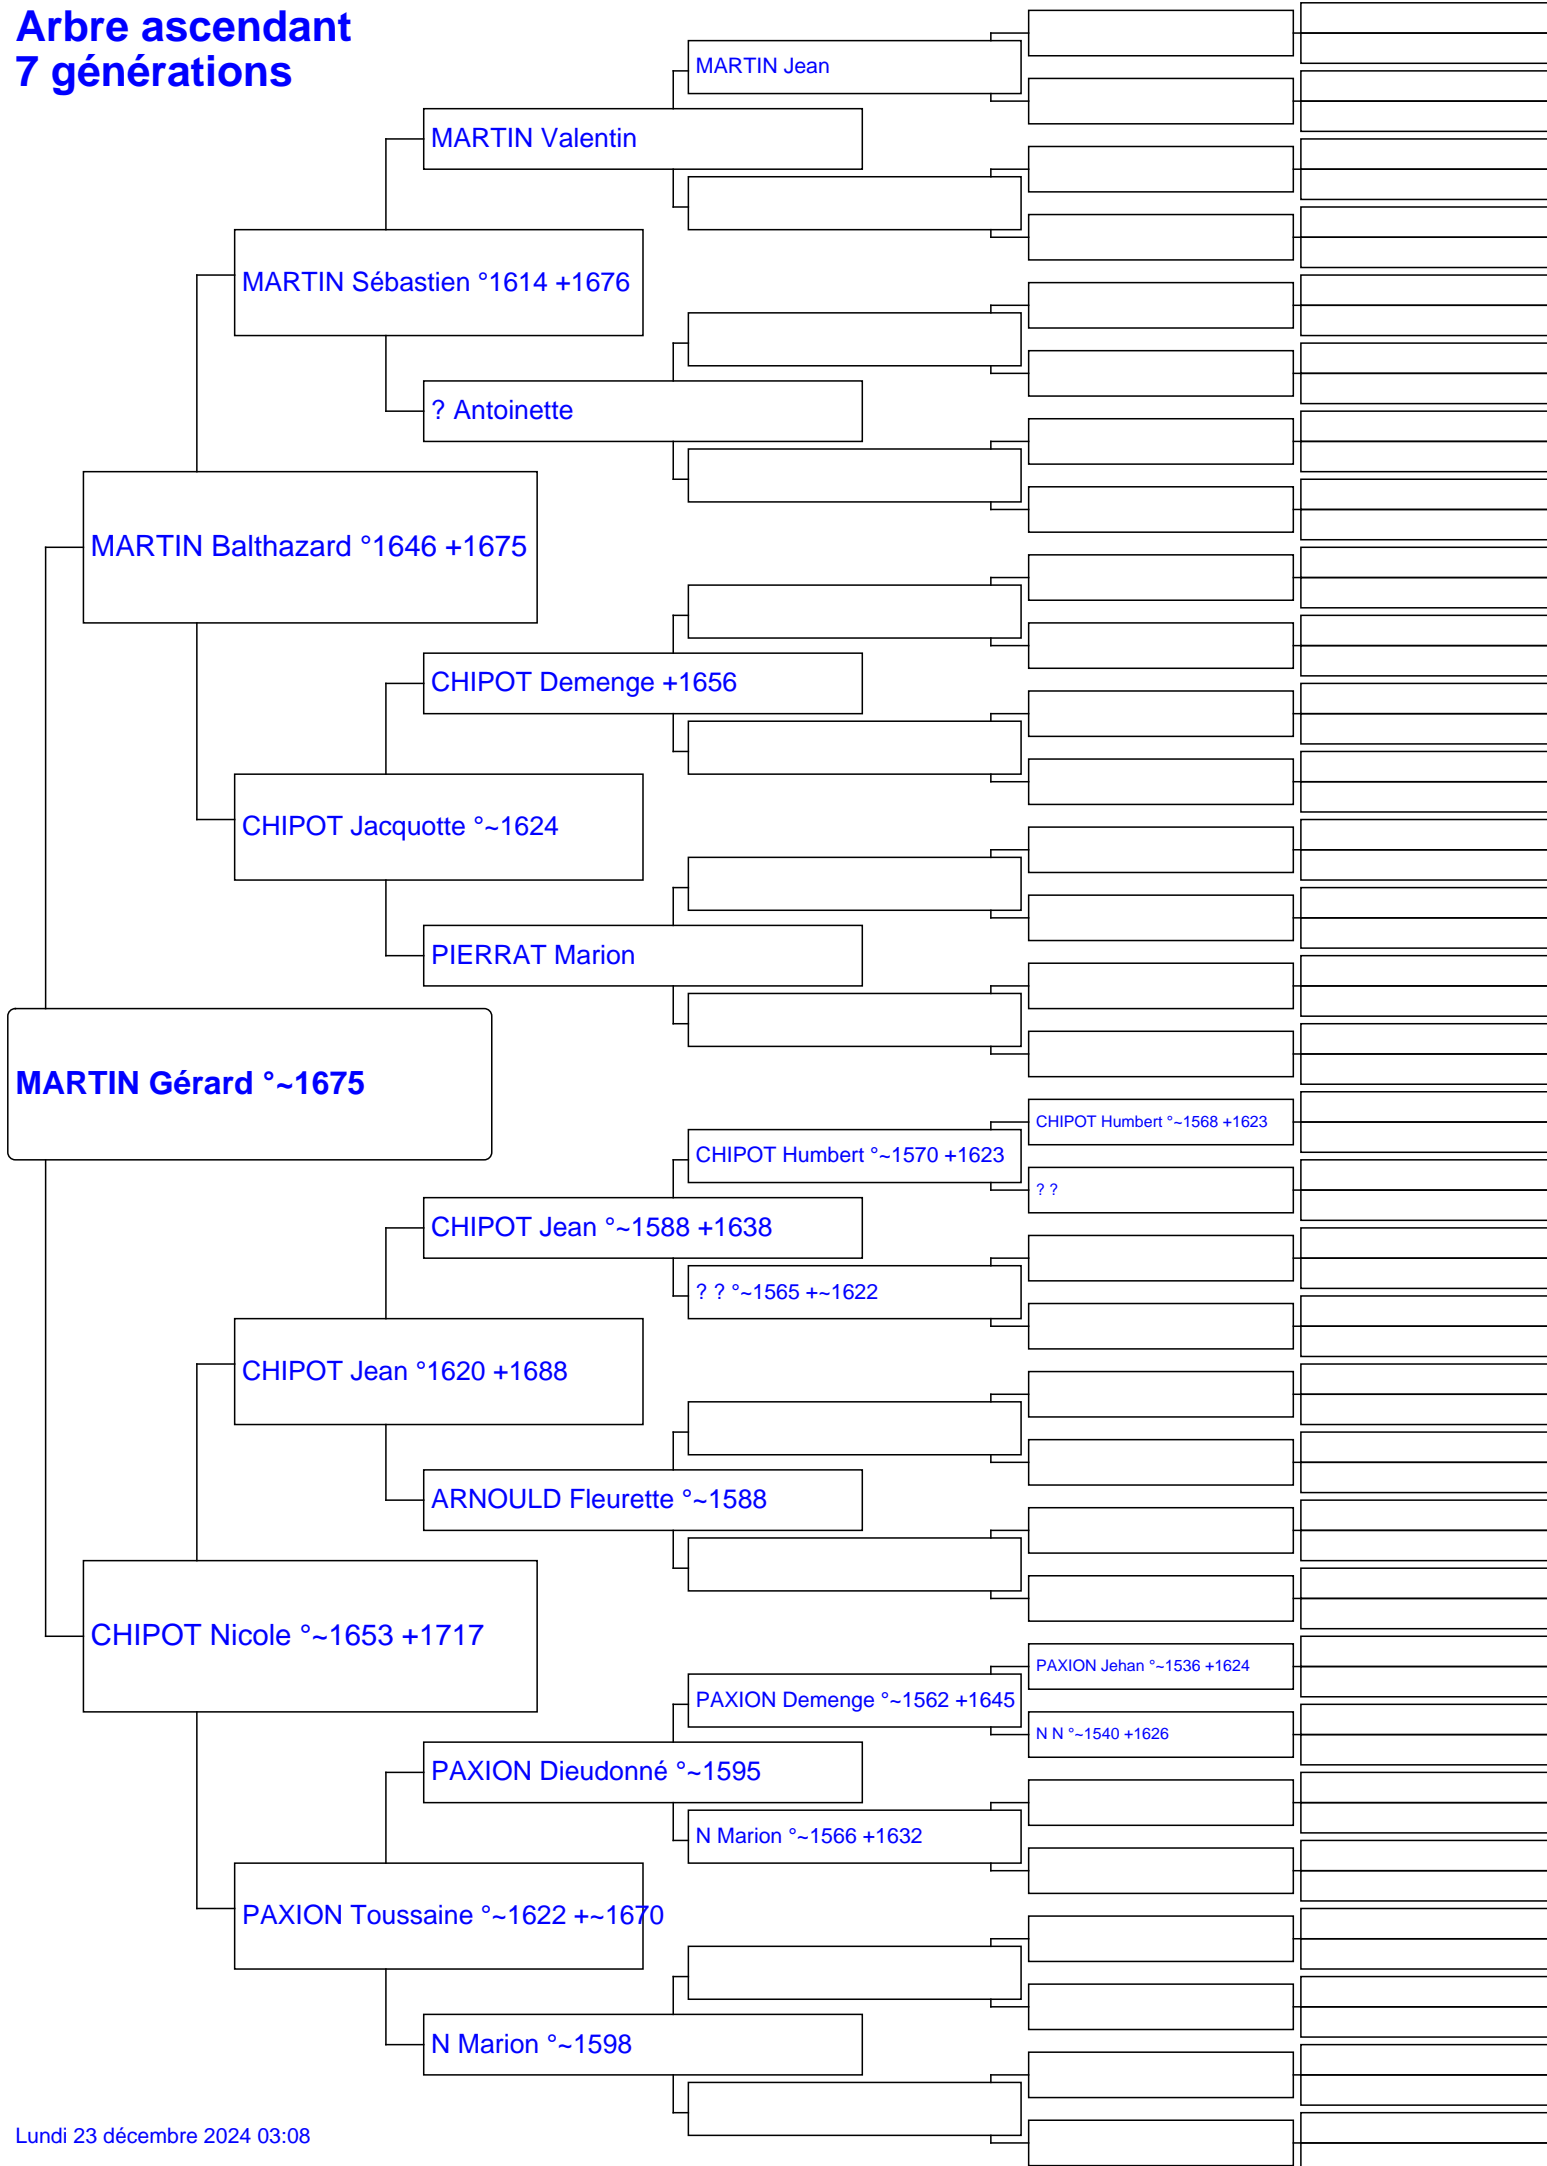 Arbre ascendant
7 générations
MARTIN Jean
MARTIN Valentin
MARTIN Sébastien °1614 +1676
? Antoinette
MARTIN Balthazard °1646 +1675
CHIPOT Demenge +1656
CHIPOT Jacquotte °~1624
PIERRAT Marion
MARTIN Gérard °~1675
CHIPOT Humbert °~1568 +1623
CHIPOT Humbert °~1570 +1623
? ?
CHIPOT Jean °~1588 +1638
? ? °~1565 +~1622
CHIPOT Jean °1620 +1688
ARNOULD Fleurette °~1588
CHIPOT Nicole °~1653 +1717
PAXION Jehan °~1536 +1624
PAXION Demenge °~1562 +1645
N N °~1540 +1626
PAXION Dieudonné °~1595
N Marion °~1566 +1632
PAXION Toussaine °~1622 +~1670
N Marion °~1598
Lundi 23 décembre 2024 03:08